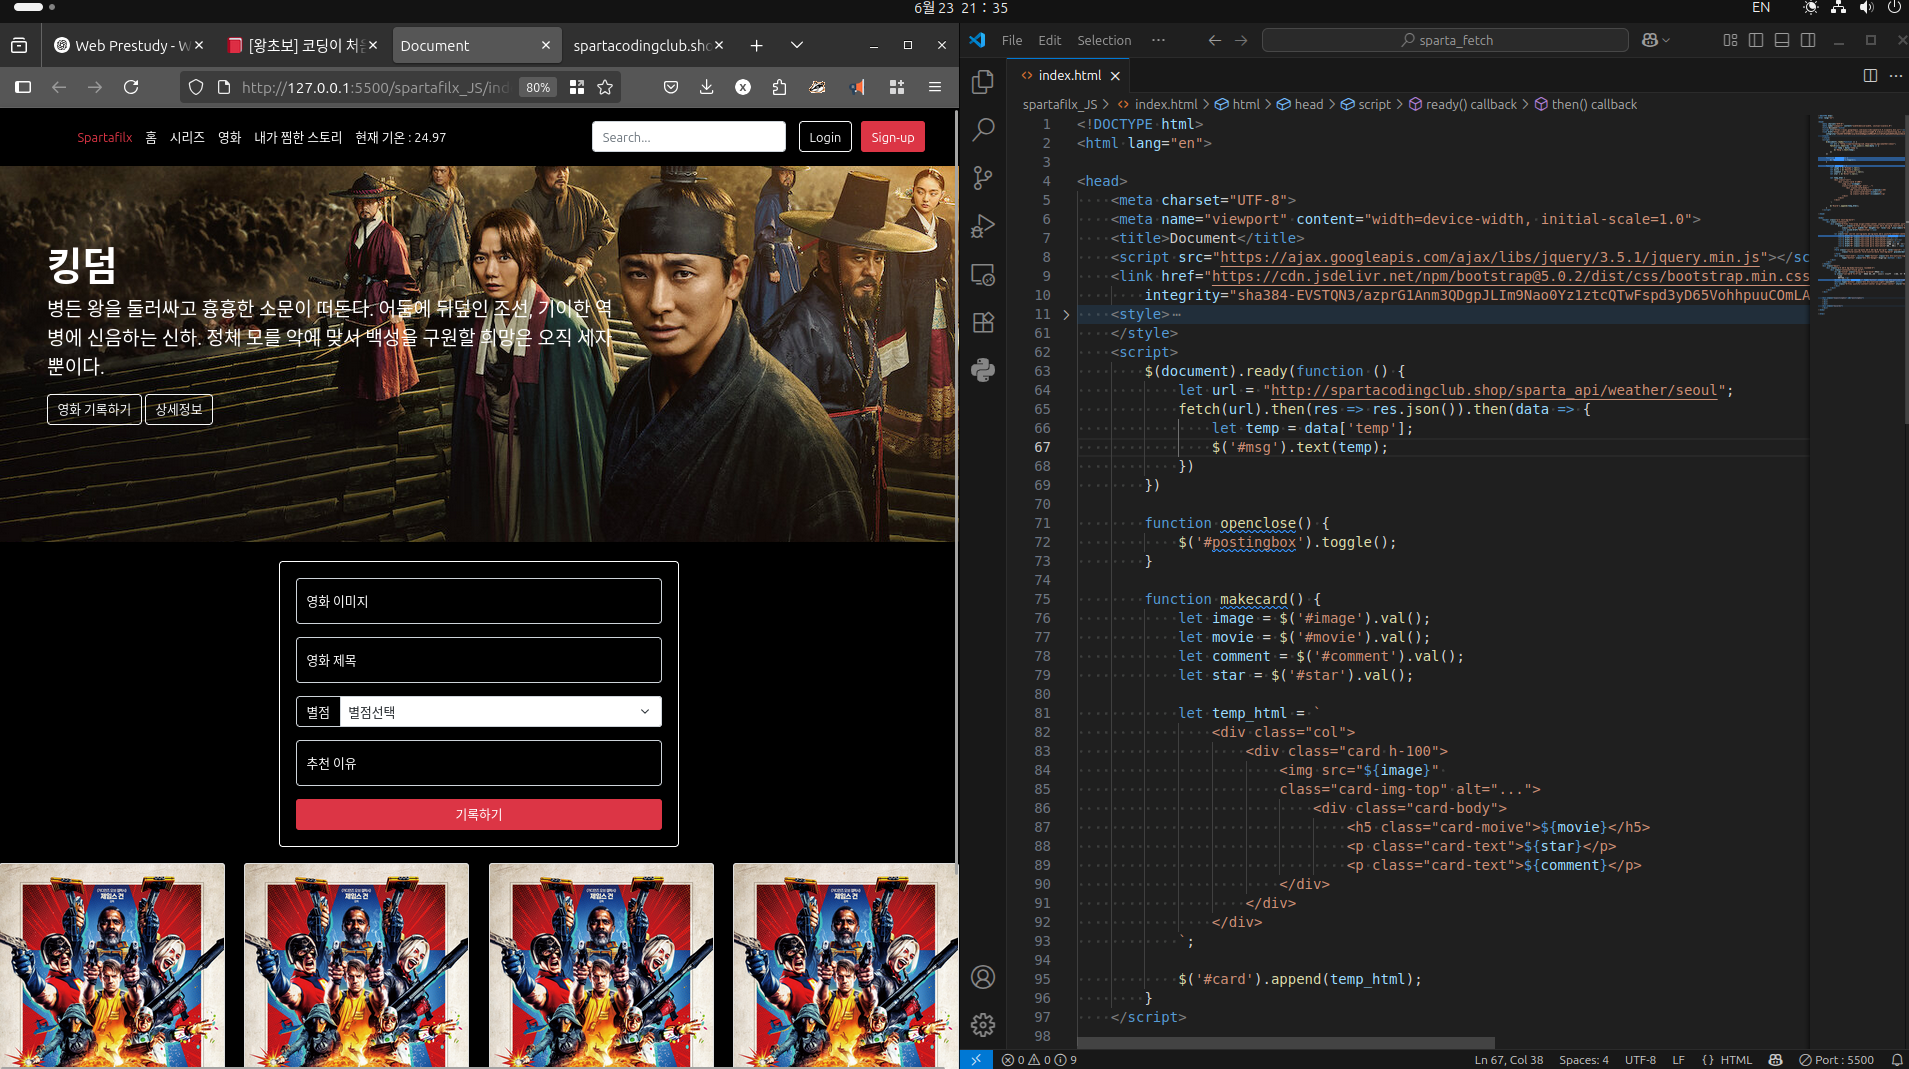 6월 23 21 : 35
EN
Web Prestudy - W
[왕초보] 코딩이 처음
Document
spartacodingclub.sho
http://127.0.0.1:5500/spartafilx_JS/ind
80%
Spartafilx 홈 시리즈 영화 내가 찜한 스토리 현재 기온 : 24.97
Search...
Login
Sign-up
킹덤
병든 왕을 둘러싸고 흉흉한 소문이 떠돈다. 어둠에 뒤덮인 조선, 기이한 역
병에 신음하는 신하. 정체 모를 악에 맞서 백성을 구원할 희망은 오직 세자
뿐이다.
영화 기록하기
상세정보
영화 이미지
영화 제목
별점
별점선택
추천 이유
기록하기
제임스 건
제임스 건
제임스 건
제임스 건
File Edit Selection ···
sparta_fetch
index.html
spartafilx_JS > index.html > html > head > script > ready() callback > then() callback
1 <!DOCTYPE html>
2 <html lang="en">
3
4 <head>
5 <meta charset="UTF-8">
6 <meta name="viewport" content="width=device-width, initial-scale=1.0">
7 <title>Document</title>
8 <script src="https://ajax.googleapis.com/ajax/libs/jquery/3.5.1/jquery.min.js"></sc
9 <link href="https://cdn.jsdelivr.net/npm/bootstrap@5.0.2/dist/css/bootstrap.min.css
10 integrity="sha384-EVSTQN3/azprG1Anm3QDgpJLIm9Nao0Yz1ztcQTwFspd3yD65VohhpuuCOmLA
11 <style>⋯
61 </style>
62 <script>
63 $(document).ready(function () {
64 let url = "http://spartacodingclub.shop/sparta_api/weather/seoul";
65 fetch(url).then(res => res.json()).then(data => {
66 let temp = data['temp'];
67 $('#msg').text(temp);
68 })
69 })
70
71 function openclose() {
72 $('#postingbox').toggle();
73 }
74
75 function makecard() {
76 let image = $('#image').val();
77 let movie = $('#movie').val();
78 let comment = $('#comment').val();
79 let star = $('#star').val();
80
81 let temp_html = `
82 <div class="col">
83 <div class="card h-100">
84 <img src="${image}"
85 class="card-img-top" alt="...">
86 <div class="card-body">
87 <h5 class="card-moive">${movie}</h5>
88 <p class="card-text">${star}</p>
89 <p class="card-text">${comment}</p>
90 </div>
91 </div>
92 </div>
93 `;
94
95 $('#card').append(temp_html);
96 }
97 </script>
98
0 0 9
Ln 67, Col 38 Spaces: 4 UTF-8 LF { } HTML Port : 5500